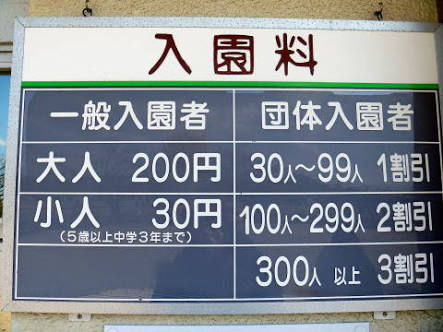 入園料
一般入園者 団体入園者
大人 200円 30人～99人 1割引
小人 30円 100人～299人 2割引
(5歳以上中学3年まで)
300人 以上 3割引